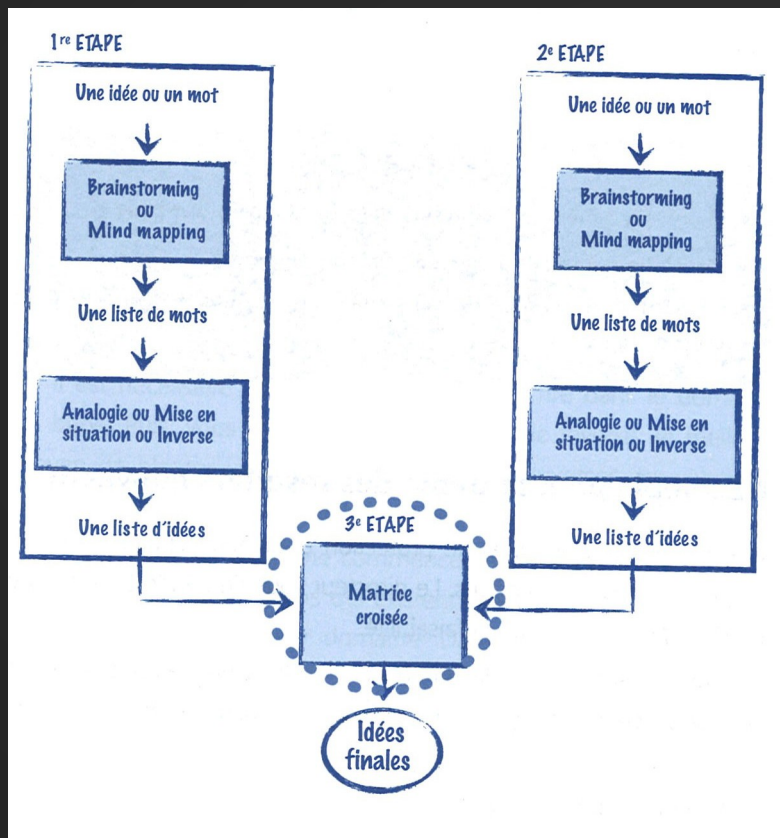 1re ETAPE
Une idée ou un mot
Brainstorming
ou
Mind mapping
Une liste de mots
Analogie ou Mise en
situation ou Inverse
Une liste d'idées
2e ETAPE
Une idée ou un mot
Brainstorming
ou
Mind mapping
Une liste de mots
Analogie ou Mise en
situation ou Inverse
Une liste d'idées
3e ETAPE
Matrice
croisée
Idées
finales